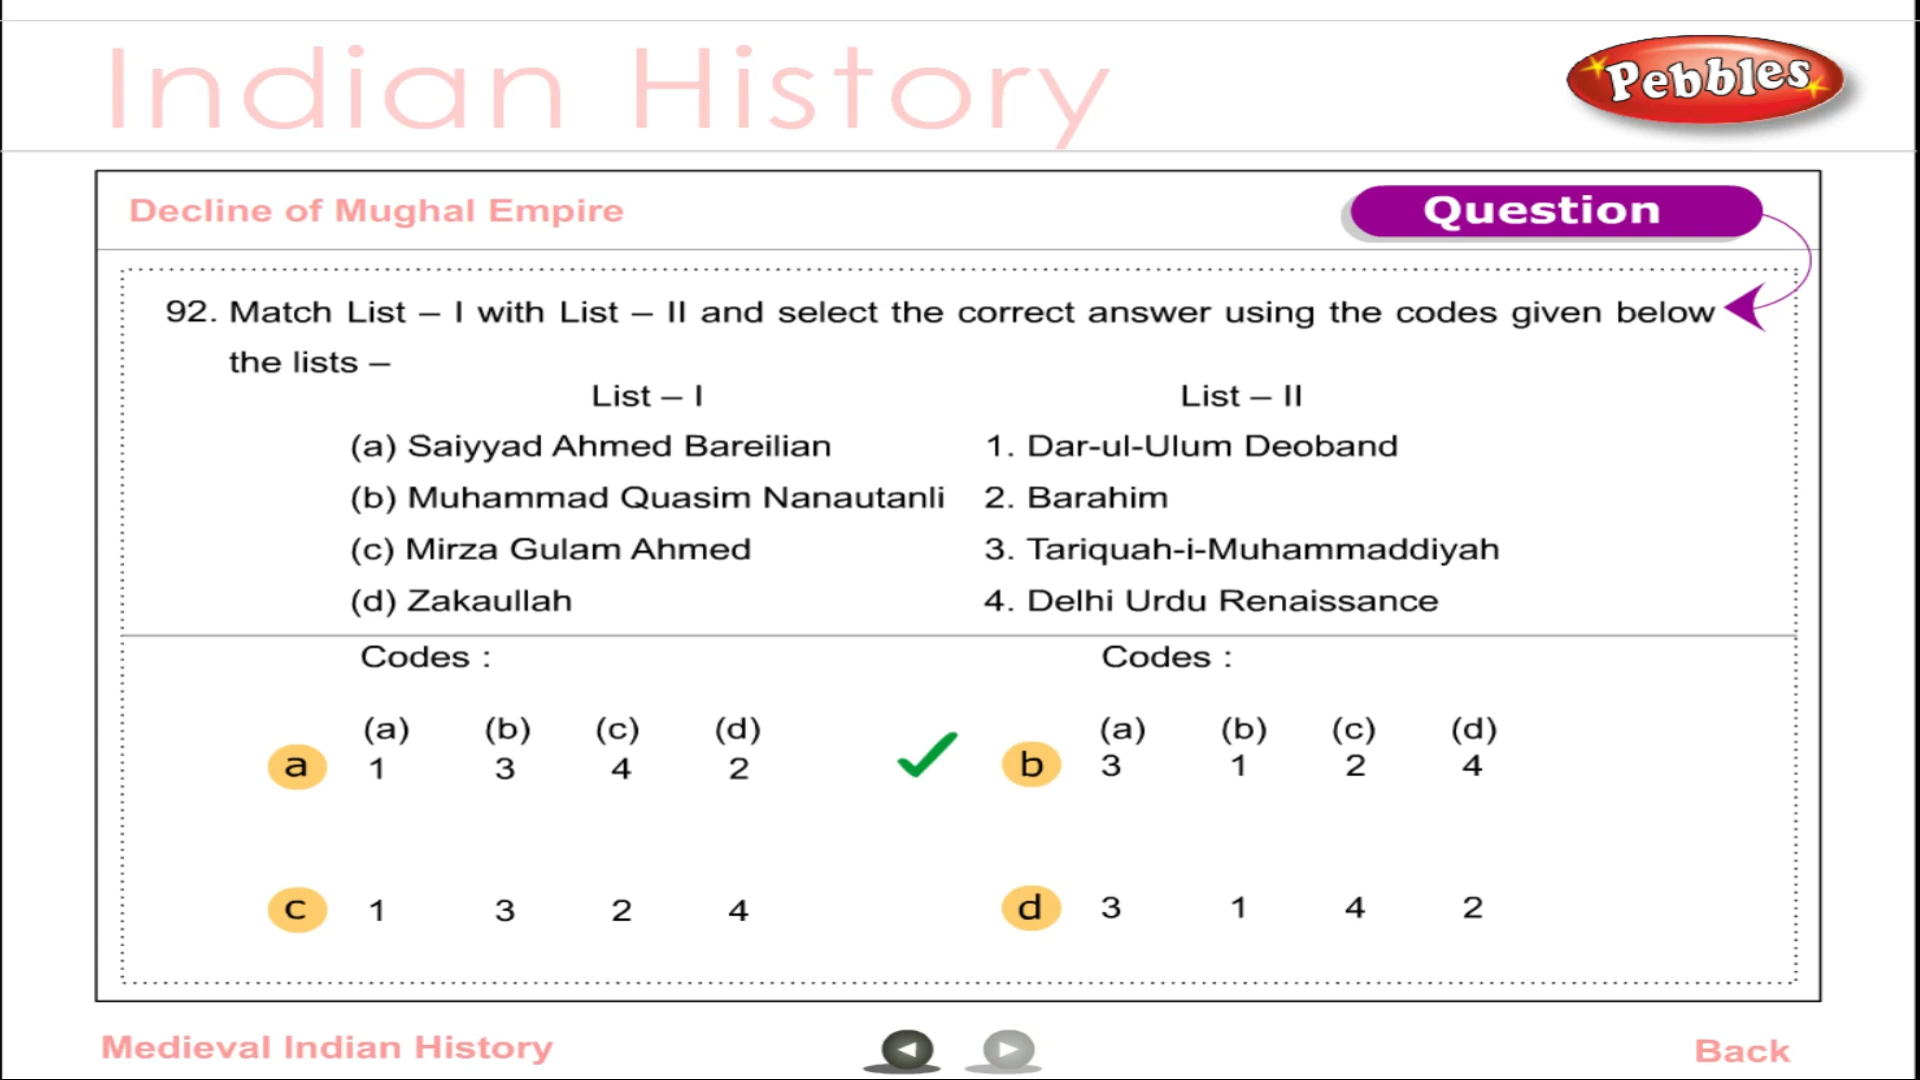 Indian History
Pebbles
Decline of Mughal Empire
Question
92. Match List – I with List – II and select the correct answer using the codes given below
the lists –
List – I List – II
(a) Saiyyad Ahmed Bareilian 1. Dar-ul-Ulum Deoband
(b) Muhammad Quasim Nanautanli 2. Barahim
(c) Mirza Gulam Ahmed 3. Tariquah-i-Muhammaddiyah
(d) Zakaullah 4. Delhi Urdu Renaissance
Codes : Codes :
(a) (b) (c) (d) (a) (b) (c) (d)
a 1 3 4 2 b 3 1 2 4
c 1 3 2 4 d 3 1 4 2
Medieval Indian History
Back